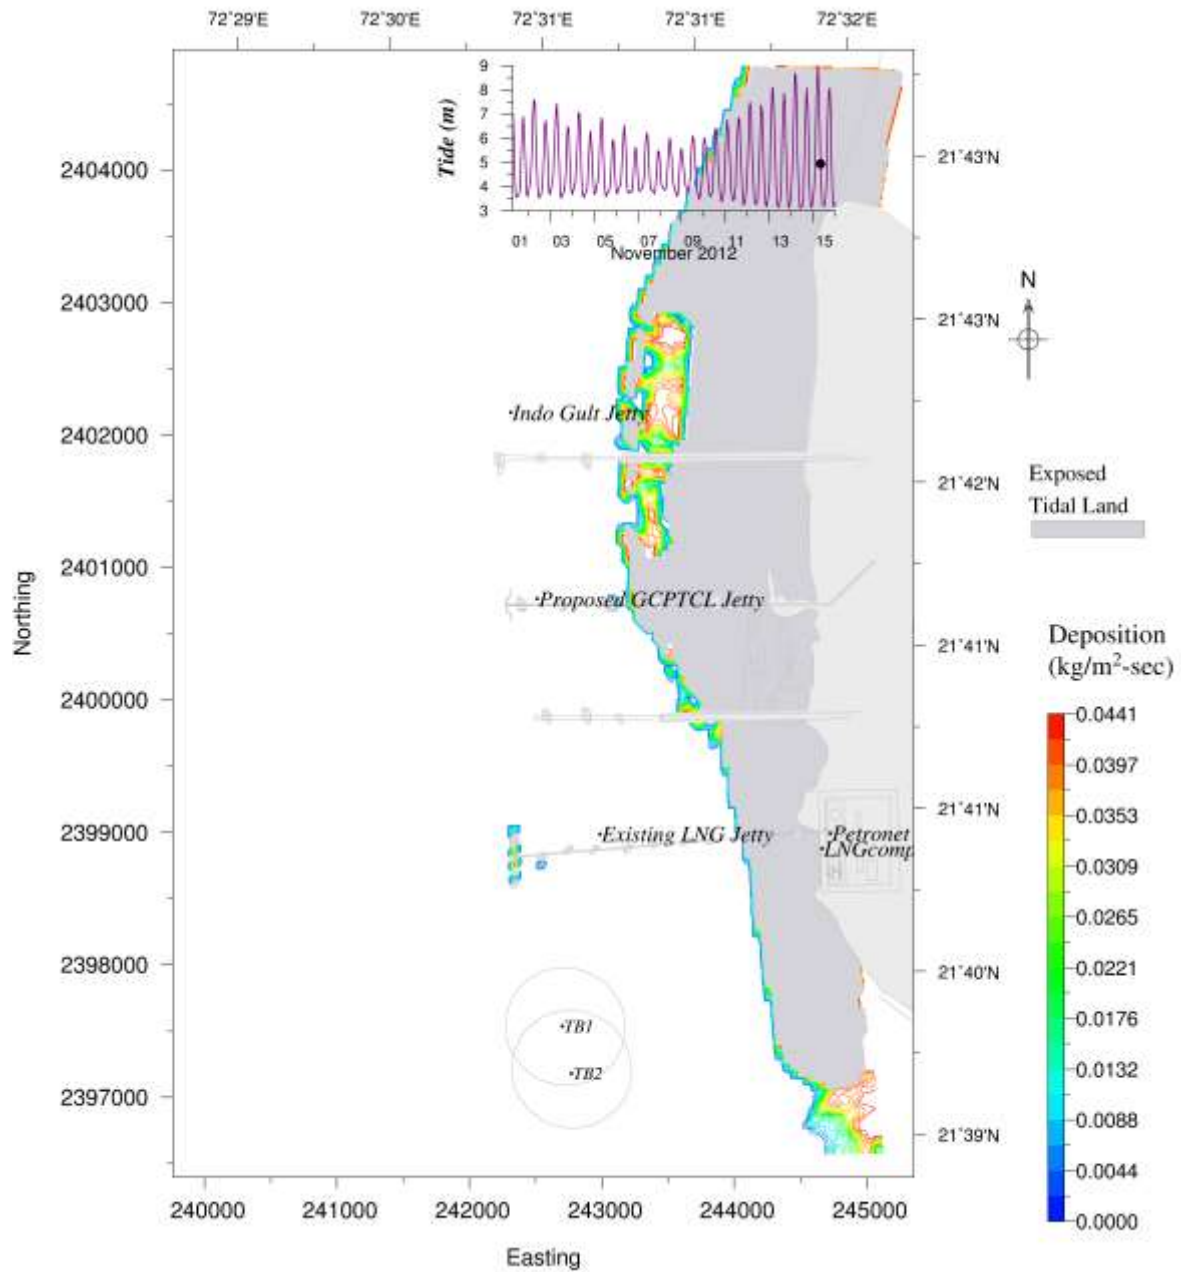 72°29'E 72°30'E 72°31'E 72°31'E 72°32'E
9
8
7
6
5
4
3
Tide (m)
01 03 05 07 09 11 13 15
November 2012
2404000
2403000
2402000
2401000
2400000
2399000
2398000
2397000
Northing
21°43'N
21°43'N
21°42'N
21°41'N
21°41'N
21°40'N
21°39'N
N
Indo Gult Jetty
Proposed GCPTCL Jetty
Existing LNG Jetty
Petronet
LNGcomp
TB1
TB2
Exposed
Tidal Land
Deposition
(kg/m²-sec)
0.0441
0.0397
0.0353
0.0309
0.0265
0.0221
0.0176
0.0132
0.0088
0.0044
0.0000
240000 241000 242000 243000 244000 245000
Easting